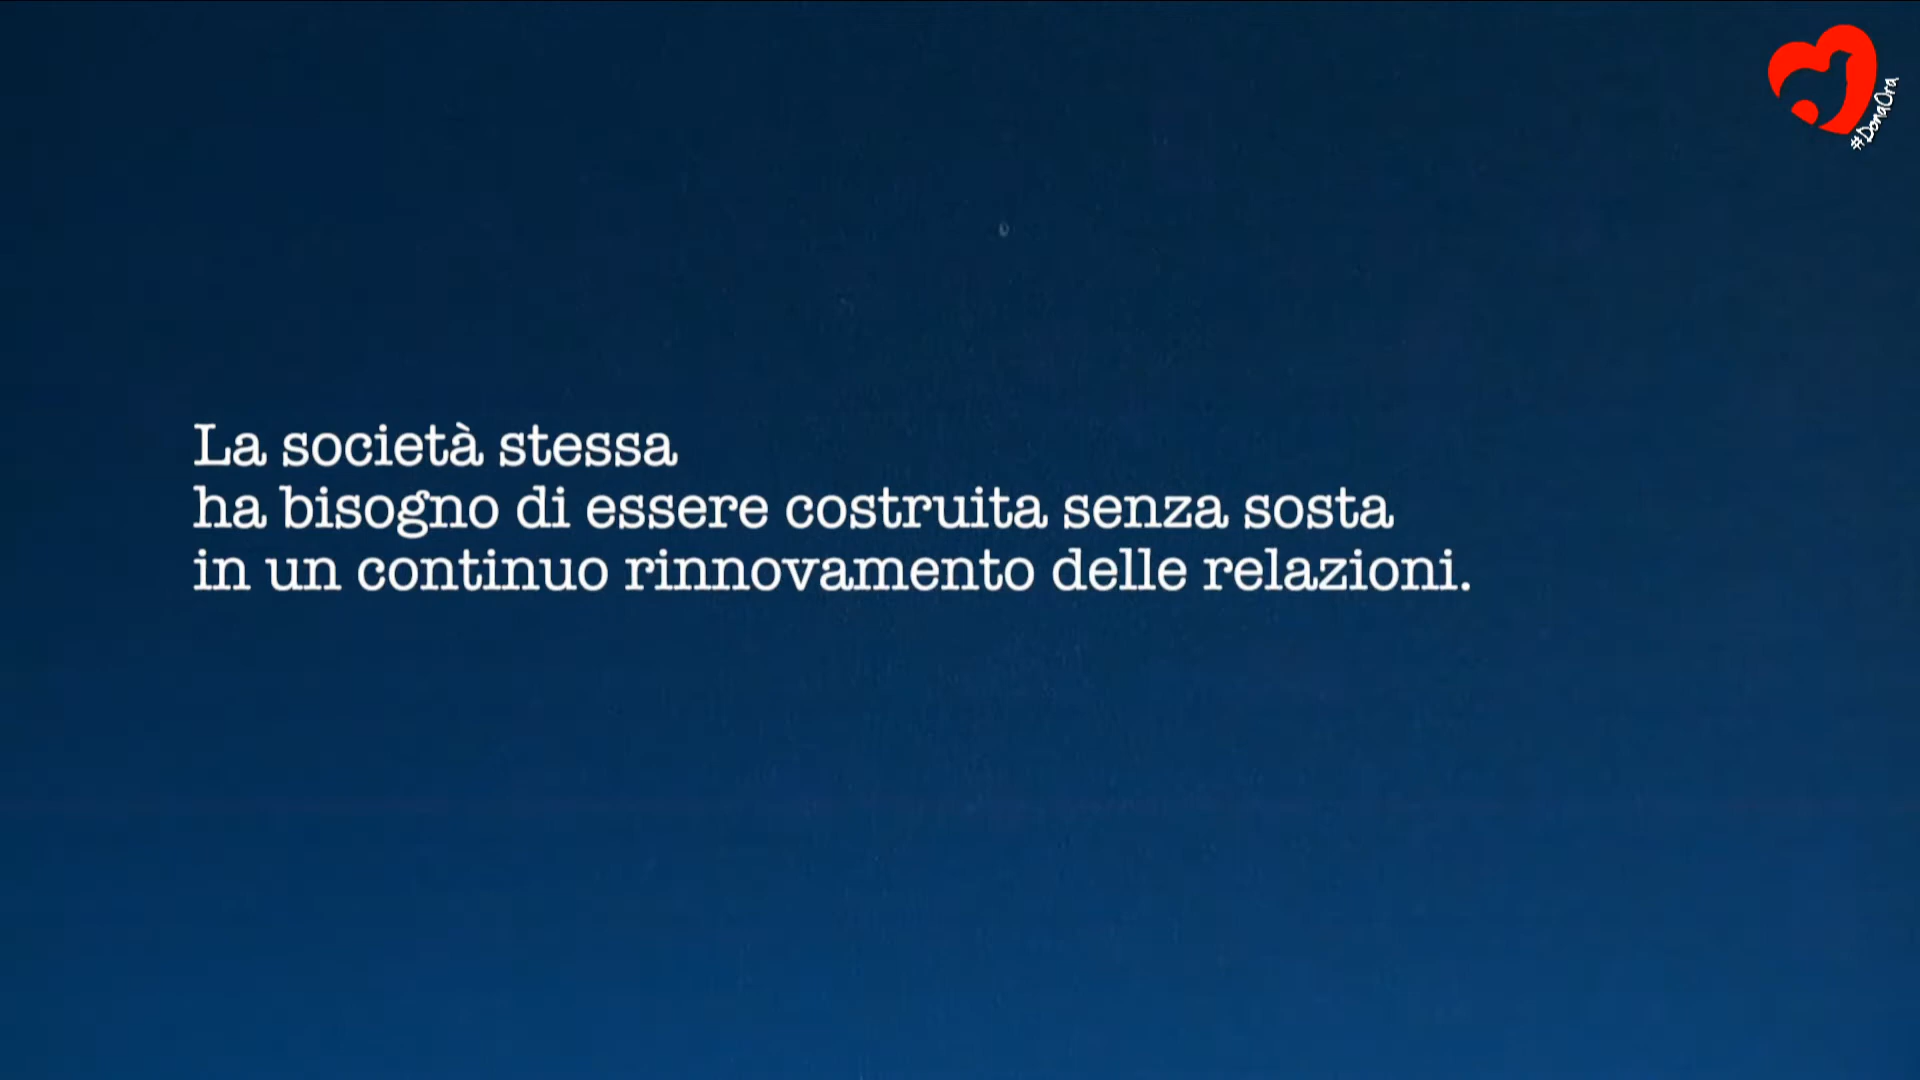 #DonaOra
La società stessa
ha bisogno di essere costruita senza sosta
in un continuo rinnovamento delle relazioni.